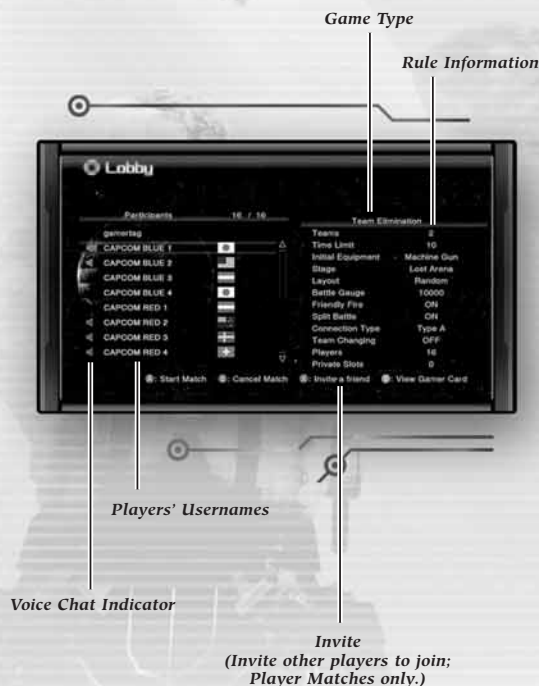 Game Type
Rule Information
Lobby
Participants 16 / 16
Team Elimination
gamertag
Teams 2
CAPCOM BLUE 1
Time Limit 10
CAPCOM BLUE 2
Initial Equipment Machine Gun
CAPCOM BLUE 3
Stage Lost Arena
CAPCOM BLUE 4
Layout Random
CAPCOM RED 1
Battle Gauge 10000
CAPCOM RED 2
Friendly Fire ON
CAPCOM RED 3
Split Battle ON
CAPCOM RED 4
Connection Type Type A
Team Changing OFF
Players 16
Private Slots 0
: Start Match : Cancel Match : Invite a friend : View Gamer Card
Players' Usernames
Voice Chat Indicator
Invite
(Invite other players to join;
Player Matches only.)